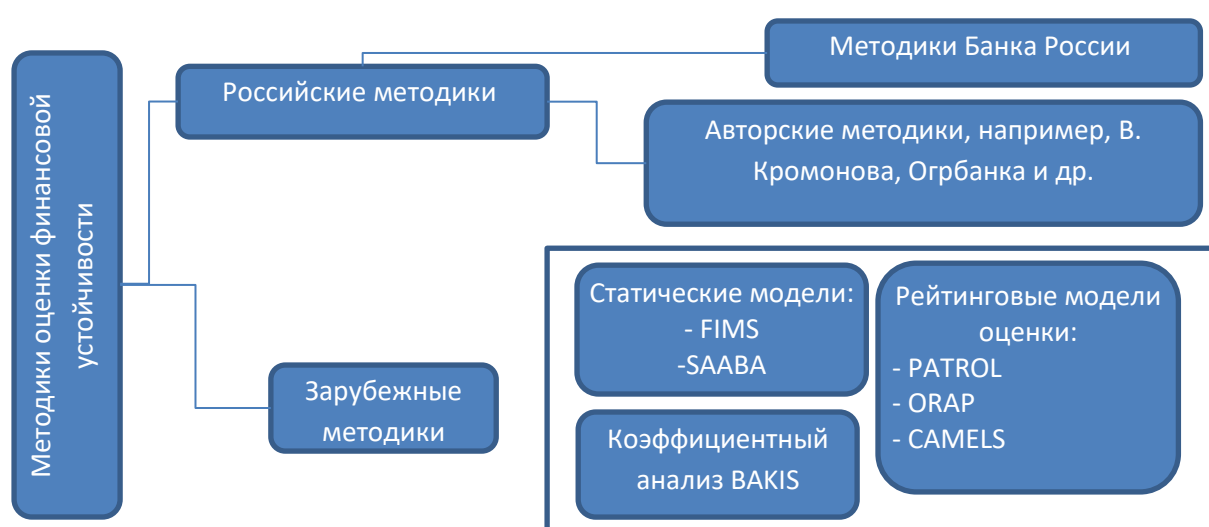 Методики оценки финансовой
устойчивости
Российские методики
Методики Банка России
Авторские методики, например, В.
Кромонова, Огрбанка и др.
Зарубежные
методики
Статические модели:
- FIMS
-SAABA
Коэффициентный
анализ BAKIS
Рейтинговые модели
оценки:
- PATROL
- ORAP
- CAMELS